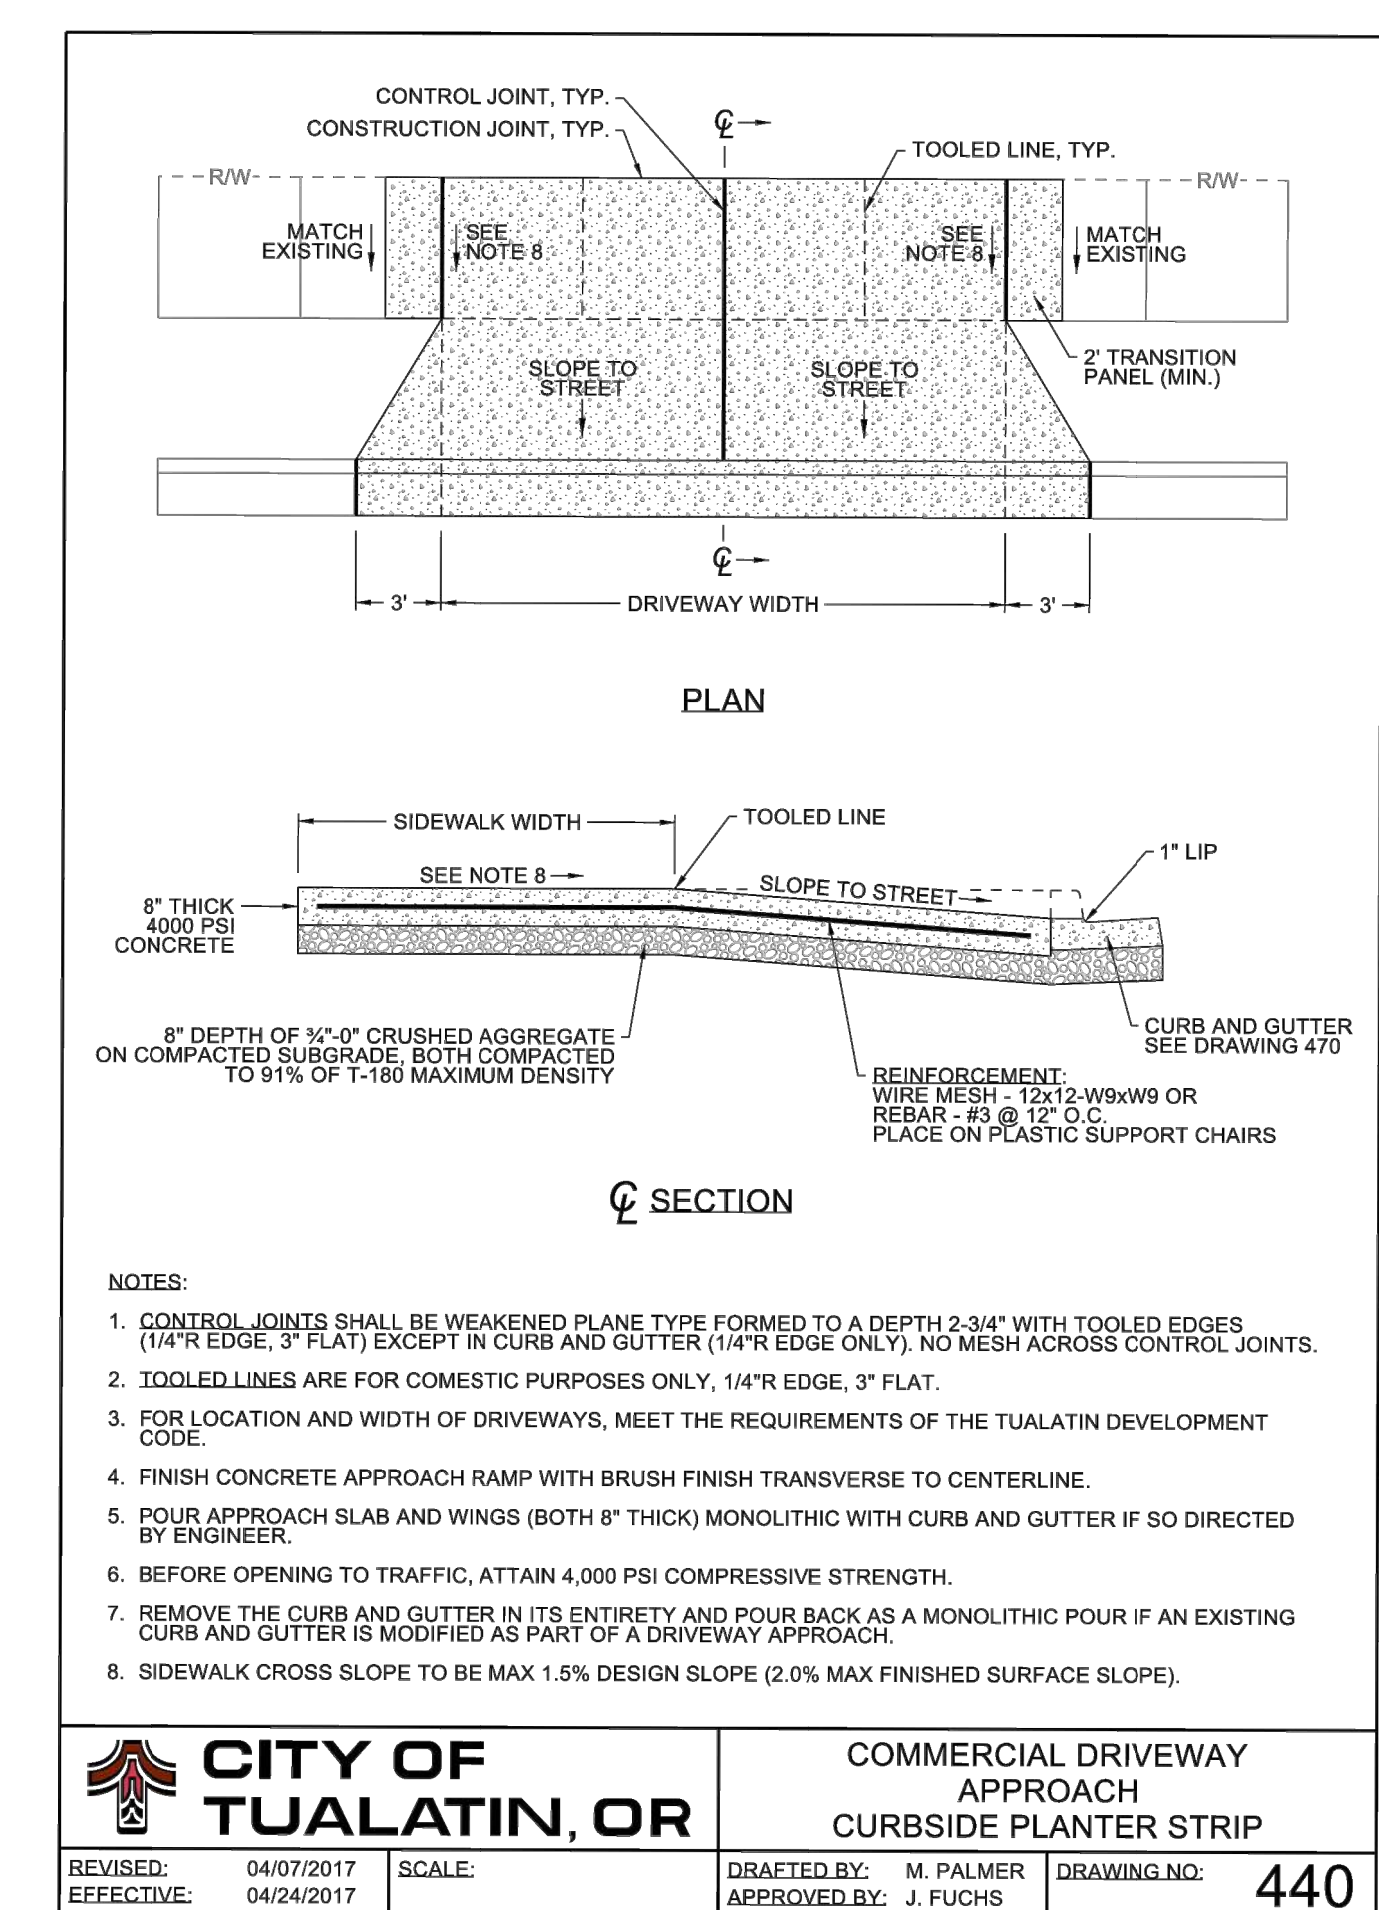 CONTROL JOINT, TYP.
CONSTRUCTION JOINT, TYP.
℄
TOOLED LINE, TYP.
R/W
R/W
MATCH
EXISTING
SEE
NOTE 8
SEE
NOTE 8
MATCH
EXISTING
2' TRANSITION
PANEL (MIN.)
SLOPE TO
STREET
SLOPE TO
STREET
℄
3'
DRIVEWAY WIDTH
3'
PLAN
SIDEWALK WIDTH
TOOLED LINE
1" LIP
SEE NOTE 8
SLOPE TO STREET
8" THICK
4000 PSI
CONCRETE
8" DEPTH OF ¾"-0" CRUSHED AGGREGATE
ON COMPACTED SUBGRADE, BOTH COMPACTED
TO 91% OF T-180 MAXIMUM DENSITY
CURB AND GUTTER
SEE DRAWING 470
REINFORCEMENT:
WIRE MESH - 12x12-W9xW9 OR
REBAR - #3 @ 12" O.C.
PLACE ON PLASTIC SUPPORT CHAIRS
℄ SECTION
NOTES:
1. CONTROL JOINTS SHALL BE WEAKENED PLANE TYPE FORMED TO A DEPTH 2-3/4" WITH TOOLED EDGES
(1/4"R EDGE, 3" FLAT) EXCEPT IN CURB AND GUTTER (1/4"R EDGE ONLY). NO MESH ACROSS CONTROL JOINTS.
2. TOOLED LINES ARE FOR COMESTIC PURPOSES ONLY, 1/4"R EDGE, 3" FLAT.
3. FOR LOCATION AND WIDTH OF DRIVEWAYS, MEET THE REQUIREMENTS OF THE TUALATIN DEVELOPMENT
CODE.
4. FINISH CONCRETE APPROACH RAMP WITH BRUSH FINISH TRANSVERSE TO CENTERLINE.
5. POUR APPROACH SLAB AND WINGS (BOTH 8" THICK) MONOLITHIC WITH CURB AND GUTTER IF SO DIRECTED
BY ENGINEER.
6. BEFORE OPENING TO TRAFFIC, ATTAIN 4,000 PSI COMPRESSIVE STRENGTH.
7. REMOVE THE CURB AND GUTTER IN ITS ENTIRETY AND POUR BACK AS A MONOLITHIC POUR IF AN EXISTING
CURB AND GUTTER IS MODIFIED AS PART OF A DRIVEWAY APPROACH.
8. SIDEWALK CROSS SLOPE TO BE MAX 1.5% DESIGN SLOPE (2.0% MAX FINISHED SURFACE SLOPE).
CITY OF
TUALATIN, OR
COMMERCIAL DRIVEWAY
APPROACH
CURBSIDE PLANTER STRIP
REVISED: 04/07/2017
EFFECTIVE: 04/24/2017
SCALE:
DRAFTED BY: M. PALMER
APPROVED BY: J. FUCHS
DRAWING NO: 440